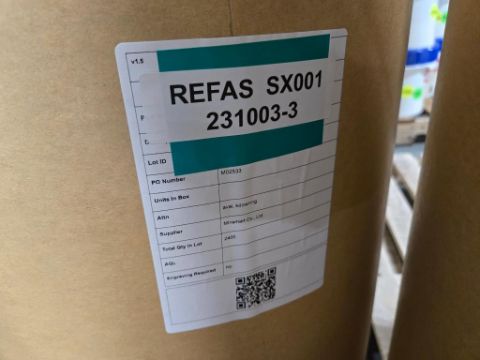 v1.5
REFAS SX001
231003-3
Lot ID
PO Number
Units In Box
Attn
Supplier
Total Qty in Lot
AQL
Engraving Required
No